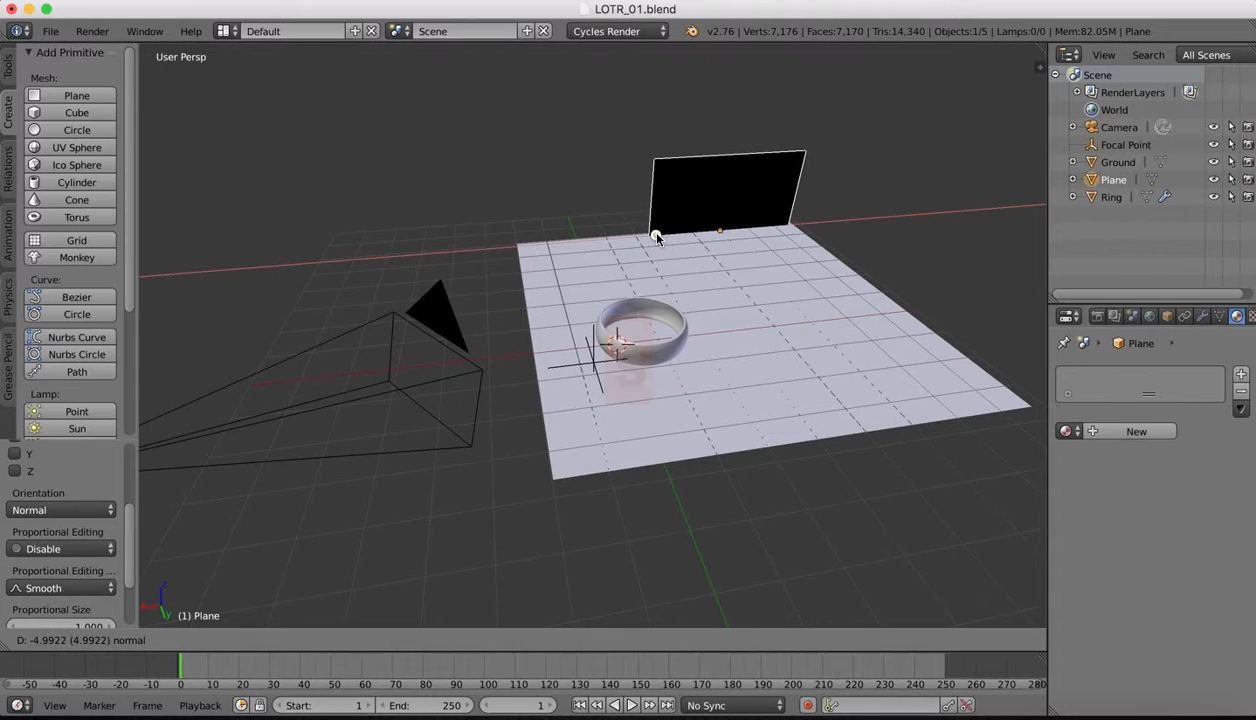 LOTR_01.blend
File Render Window Help Default Scene Cycles Render v2.76 | Verts:7,176 | Faces:7,170 | Tris:14,340 | Objects:1/5 | Lamps:0/0 | Mem:82.05M | Plane
Tools
Create
Relations
Animation
Physics
Grease Pencil
Add Primitive
Mesh:
Plane
Cube
Circle
UV Sphere
Ico Sphere
Cylinder
Cone
Torus
Grid
Monkey
Curve:
Bezier
Circle
Nurbs Curve
Nurbs Circle
Path
Lamp:
Point
Sun
Y
Z
Orientation
Normal
Proportional Editing
Disable
Proportional Editing ...
Smooth
Proportional Size
1.000
User Persp
z
y
(1) Plane
D: -4.9922 (4.9922) normal
View Search All Scenes
Scene
RenderLayers
World
Camera
Focal Point
Ground
Plane
Ring
Plane
New
-50 -40 -30 -20 -10 0 10 20 30 40 50 60 70 80 90 100 110 120 130 140 150 160 170 180 190 200 210 220 230 240 250 260 270 280
View Marker Frame Playback Start: 1 End: 250 1 No Sync